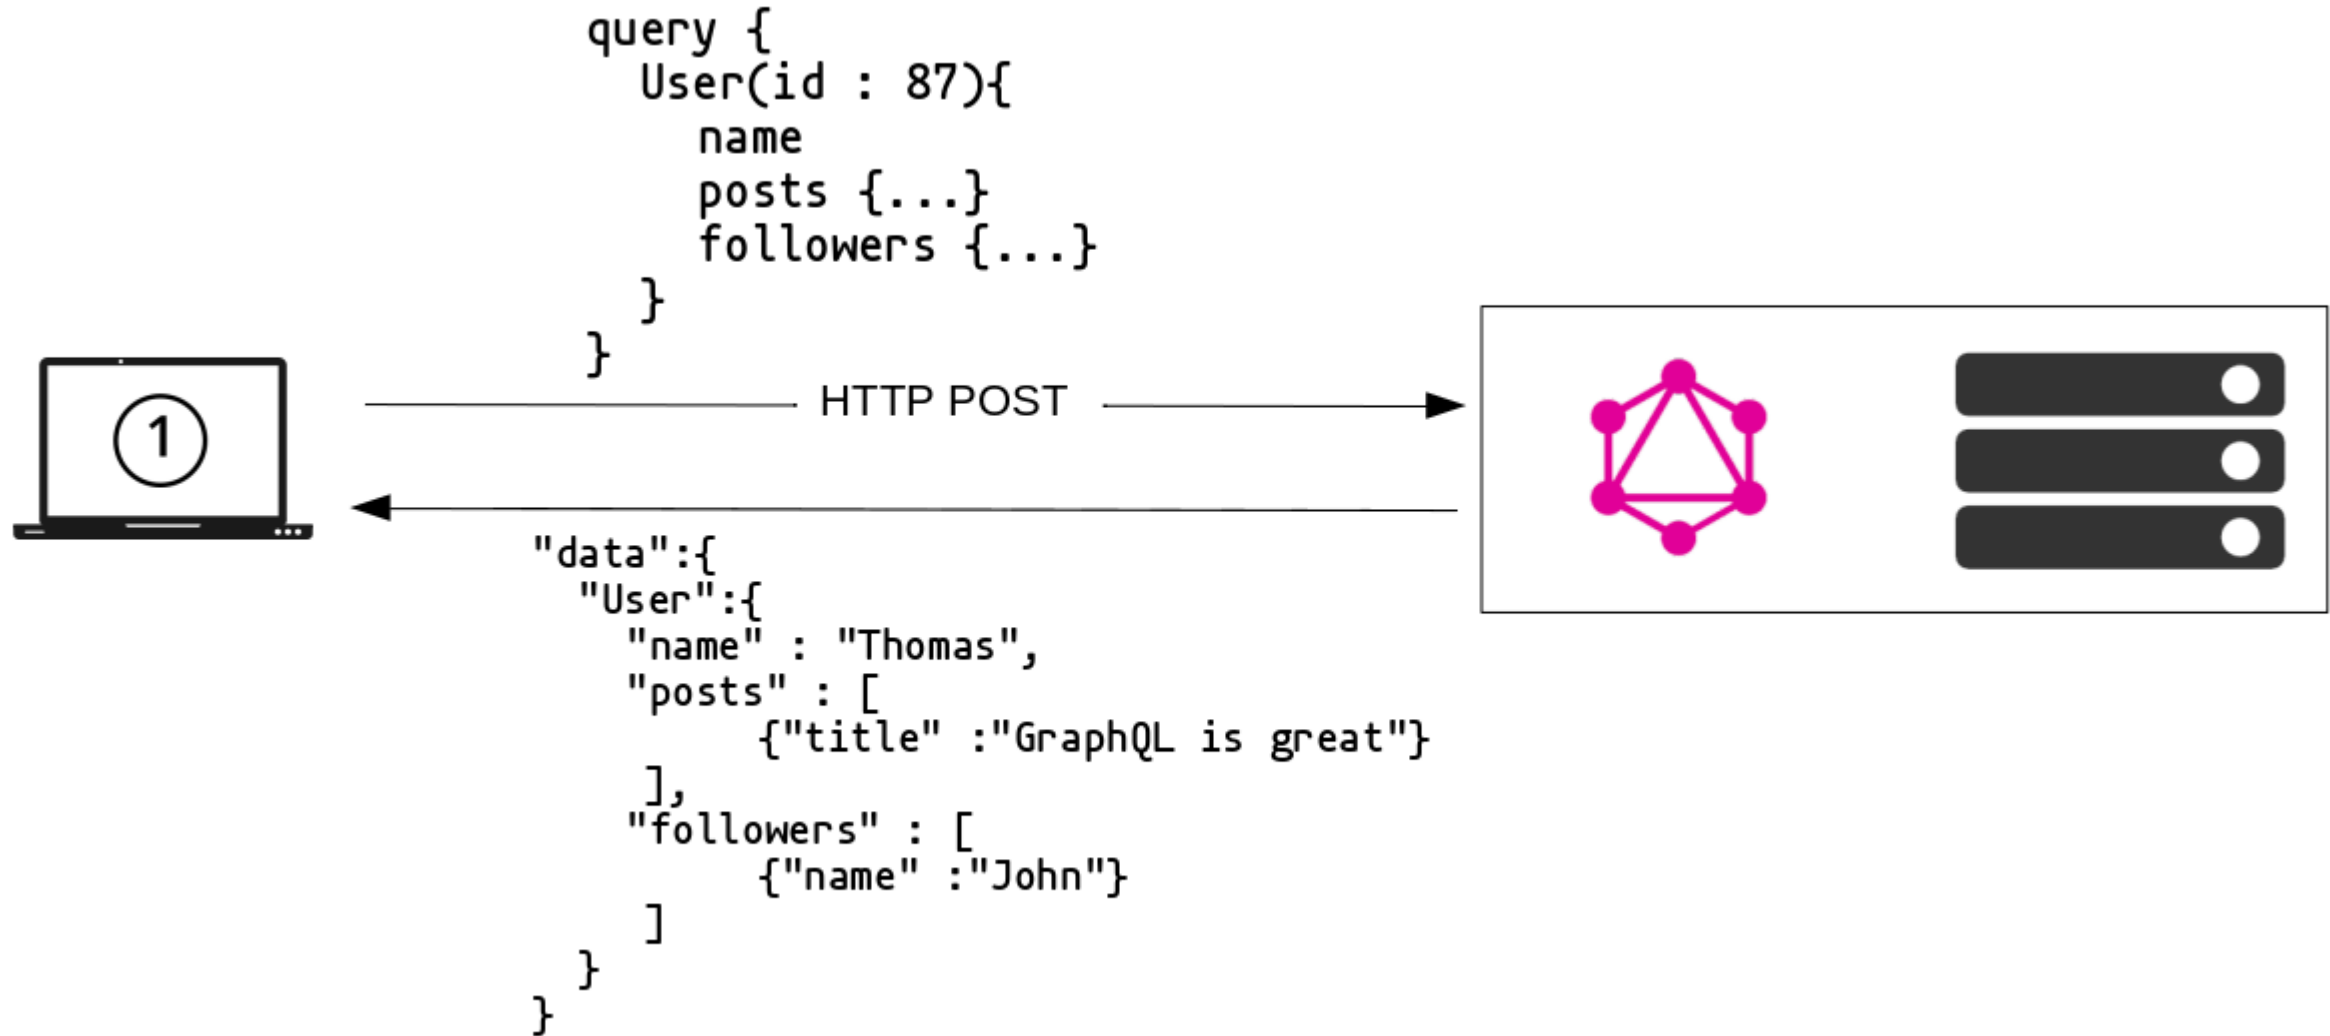 query {
User(id : 87){
name
posts {...}
followers {...}
}
}
HTTP POST
1
"data":{
"User":{
"name" : "Thomas",
"posts" : [
{"title" :"GraphQL is great"}
],
"followers" : [
{"name" :"John"}
]
}
}